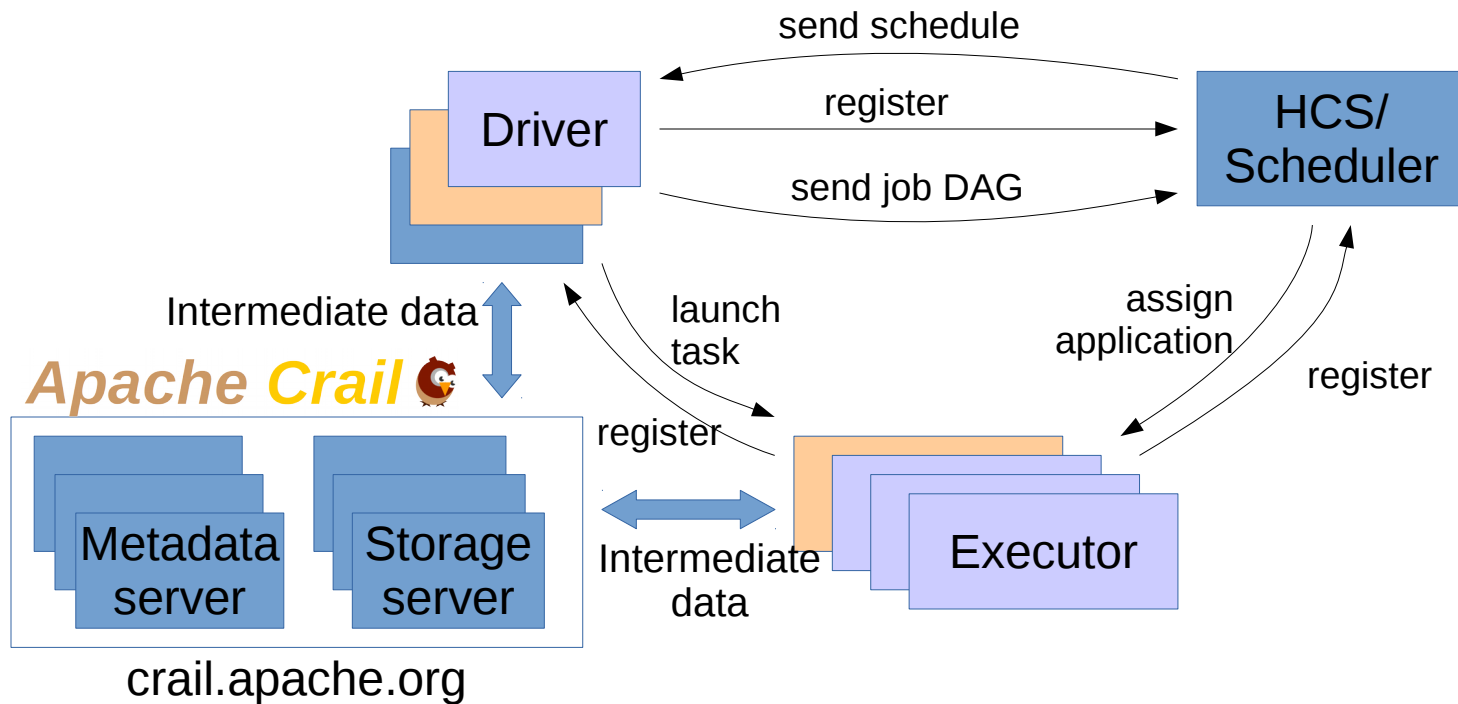 send schedule
Driver
register
HCS/
Scheduler
send job DAG
Intermediate data
launch
task
assign
application
register
Apache Crail
register
Metadata
server
Storage
server
Intermediate
data
Executor
crail.apache.org